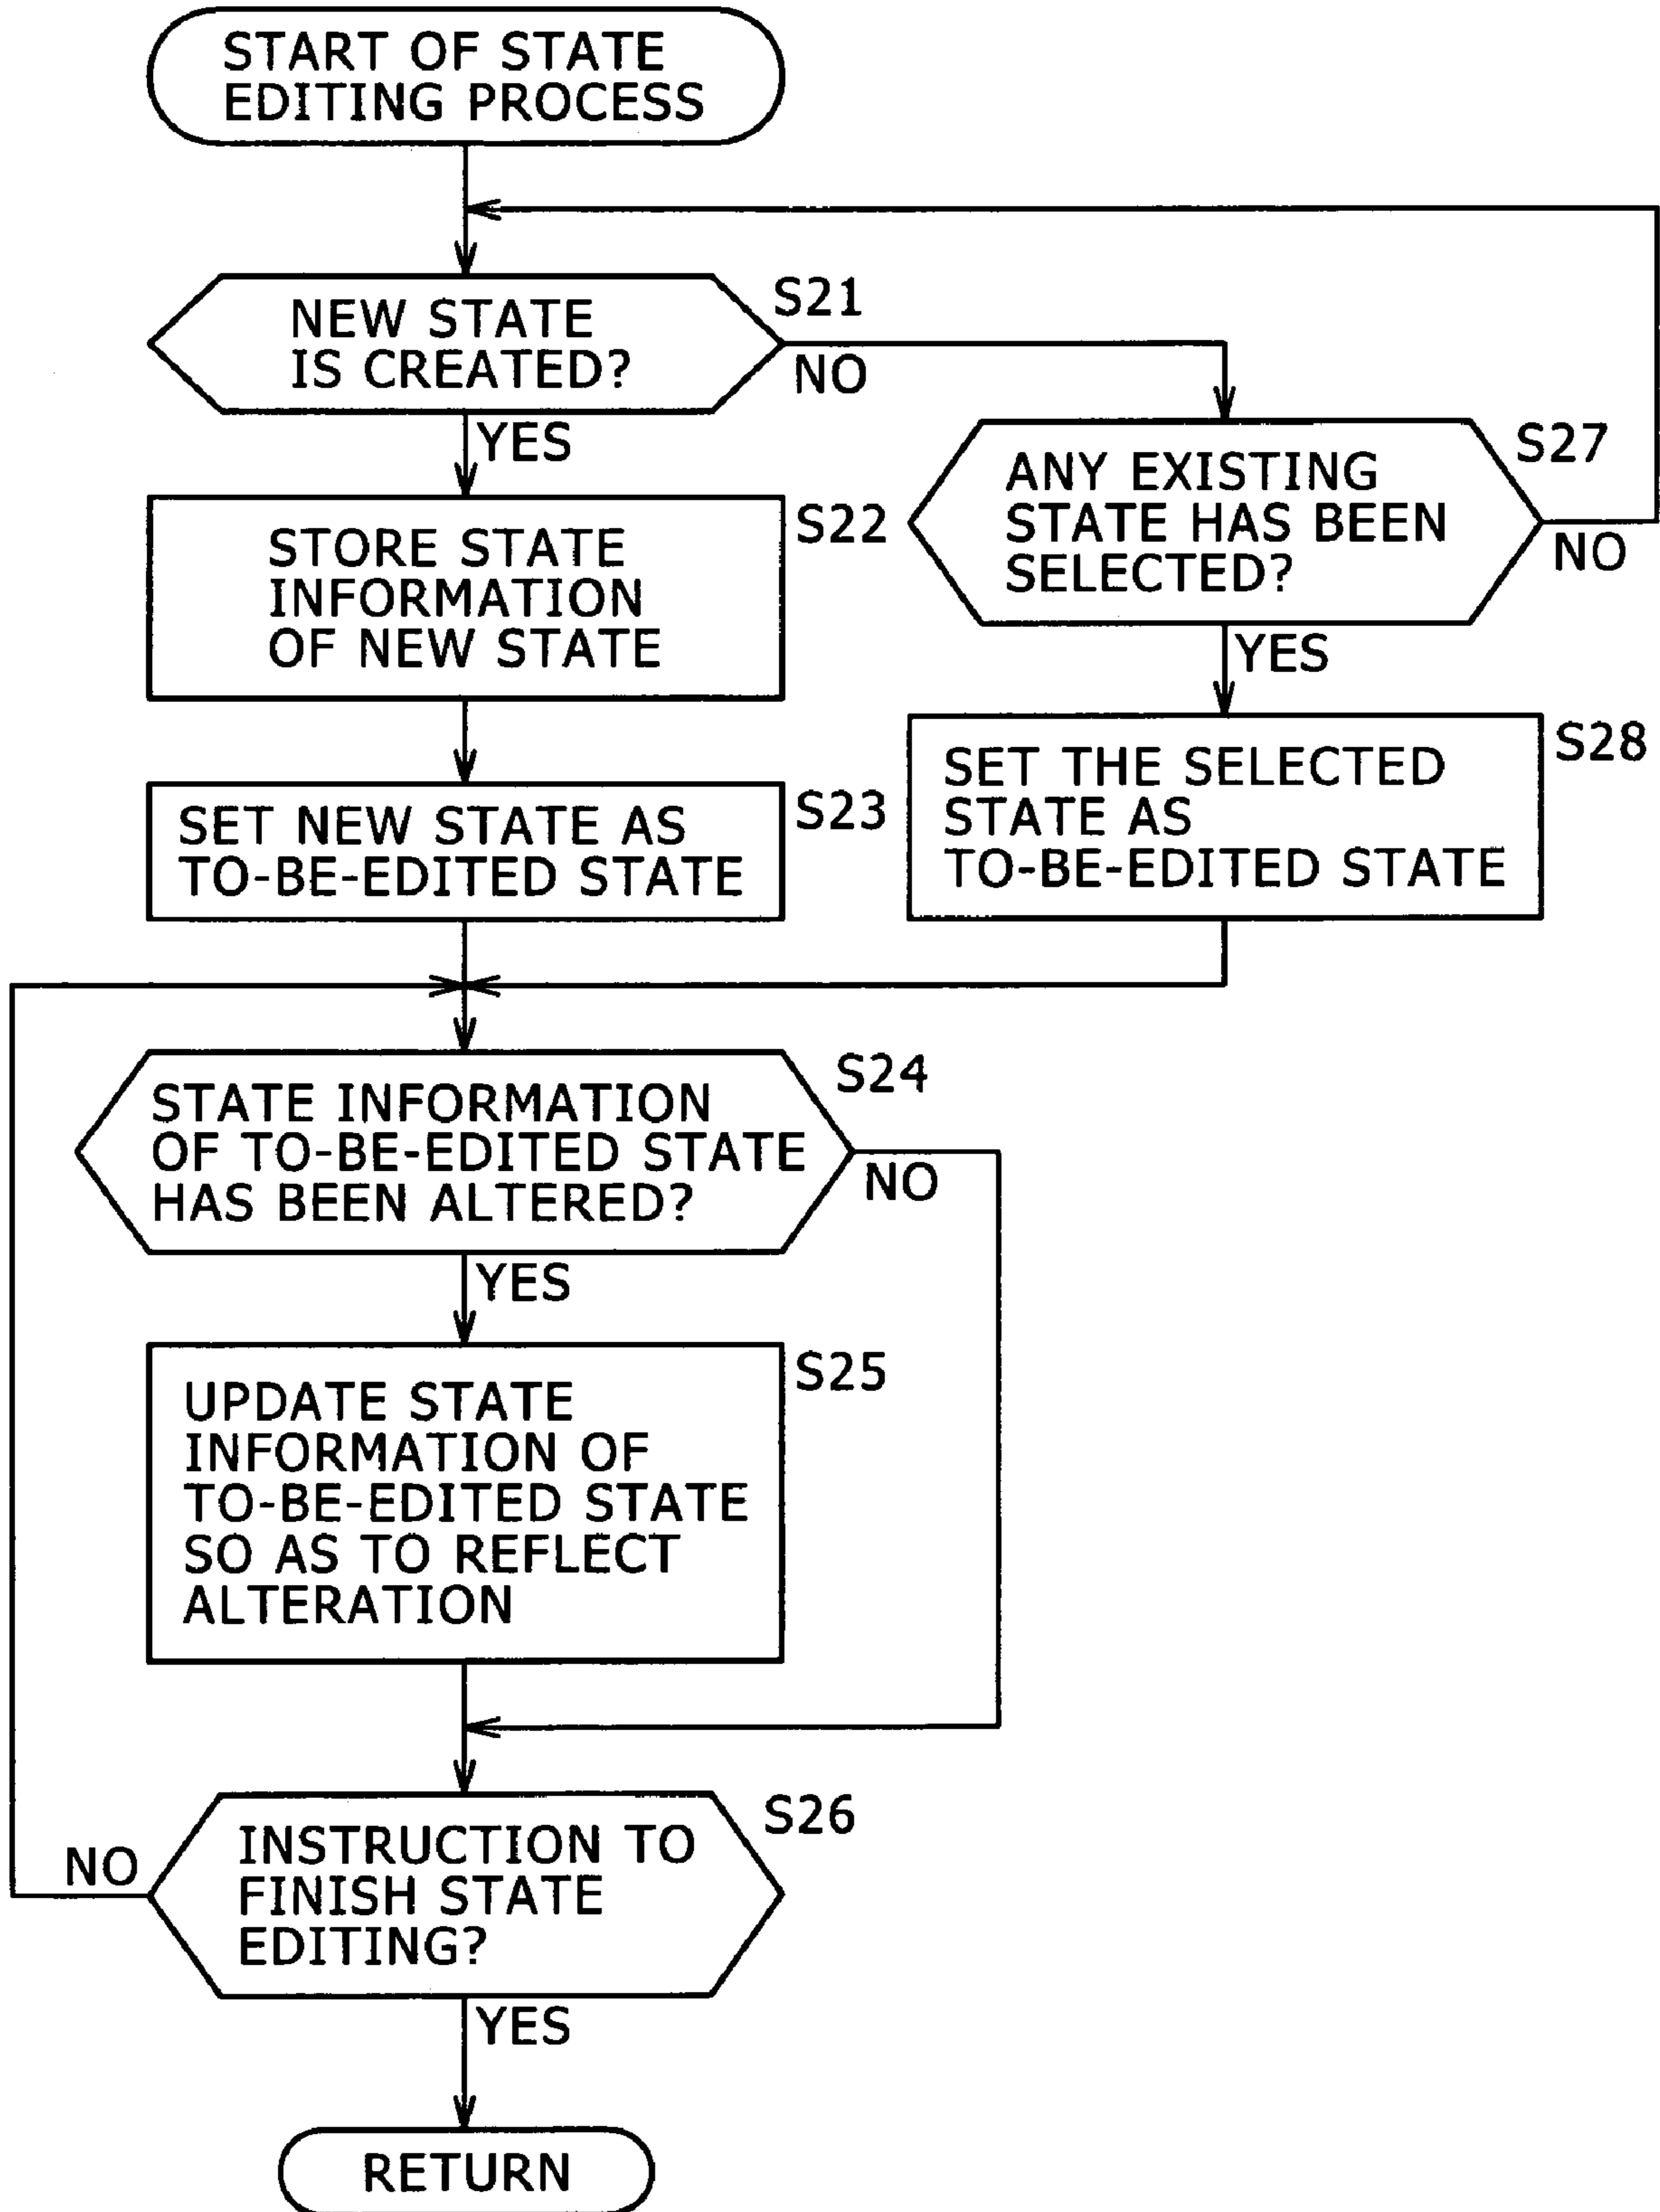 START OF STATE
EDITING PROCESS
NEW STATE
IS CREATED?
S21
NO
YES
ANY EXISTING
STATE HAS BEEN
SELECTED?
S27
NO
YES
STORE STATE
INFORMATION
OF NEW STATE
S22
SET THE SELECTED
STATE AS
TO-BE-EDITED STATE
S28
SET NEW STATE AS
TO-BE-EDITED STATE
S23
STATE INFORMATION
OF TO-BE-EDITED STATE
HAS BEEN ALTERED?
S24
NO
YES
UPDATE STATE
INFORMATION OF
TO-BE-EDITED STATE
SO AS TO REFLECT
ALTERATION
S25
INSTRUCTION TO
FINISH STATE
EDITING?
S26
NO
YES
RETURN